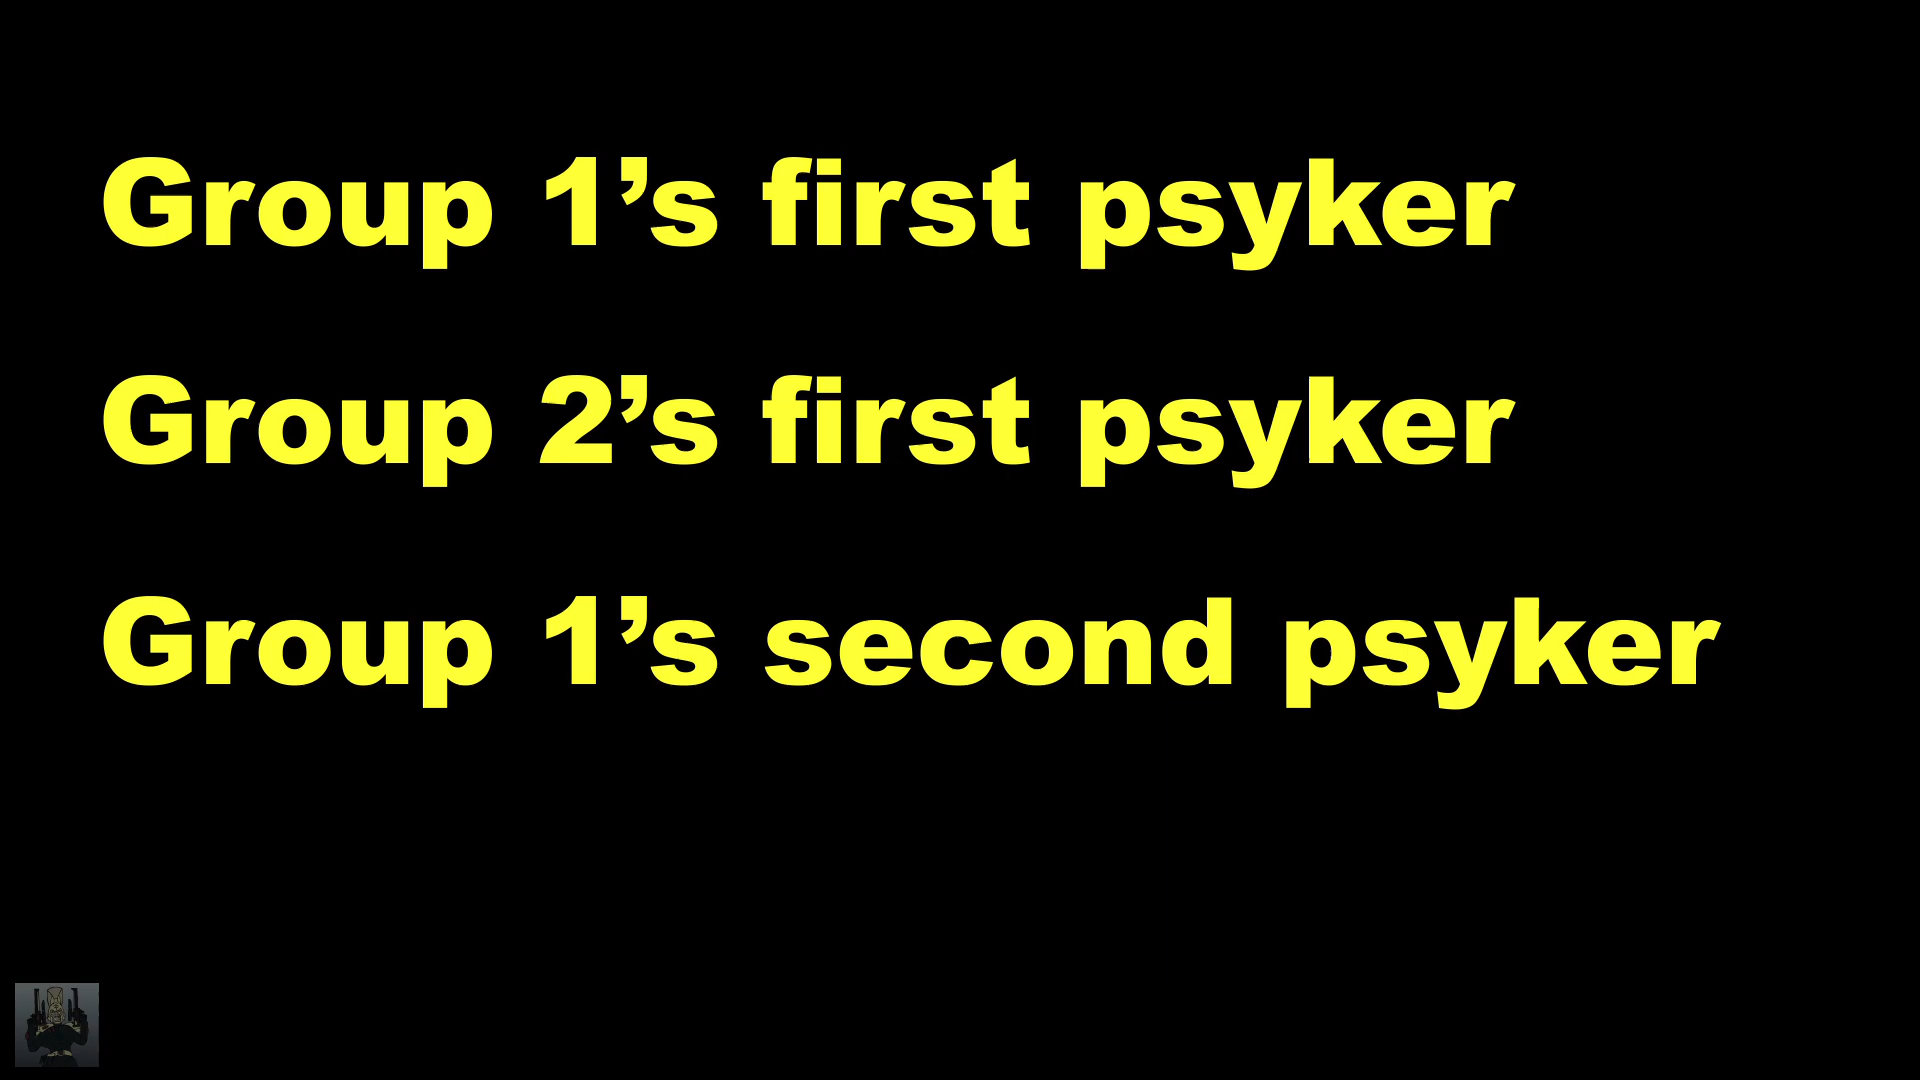 Group 1’s first psyker
Group 2’s first psyker
Group 1’s second psyker